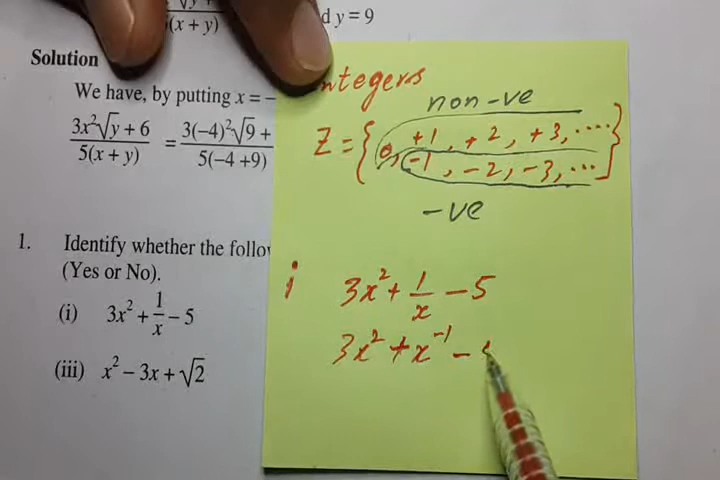 (x + y)
d y = 9
Solution
ntegers
We have, by putting x = –
non -ve
3x²√y + 6 / 5(x + y) = 3(–4)²√9 + / 5(–4 +9)
Z = { 0, +1, +2, +3, ....}
-1, -2, -3, ...
-ve
1. Identify whether the follo
(Yes or No).
i 3x² + 1/x - 5
(i) 3x² + 1/x – 5
3x² + x⁻¹ -
(iii) x² – 3x + √2